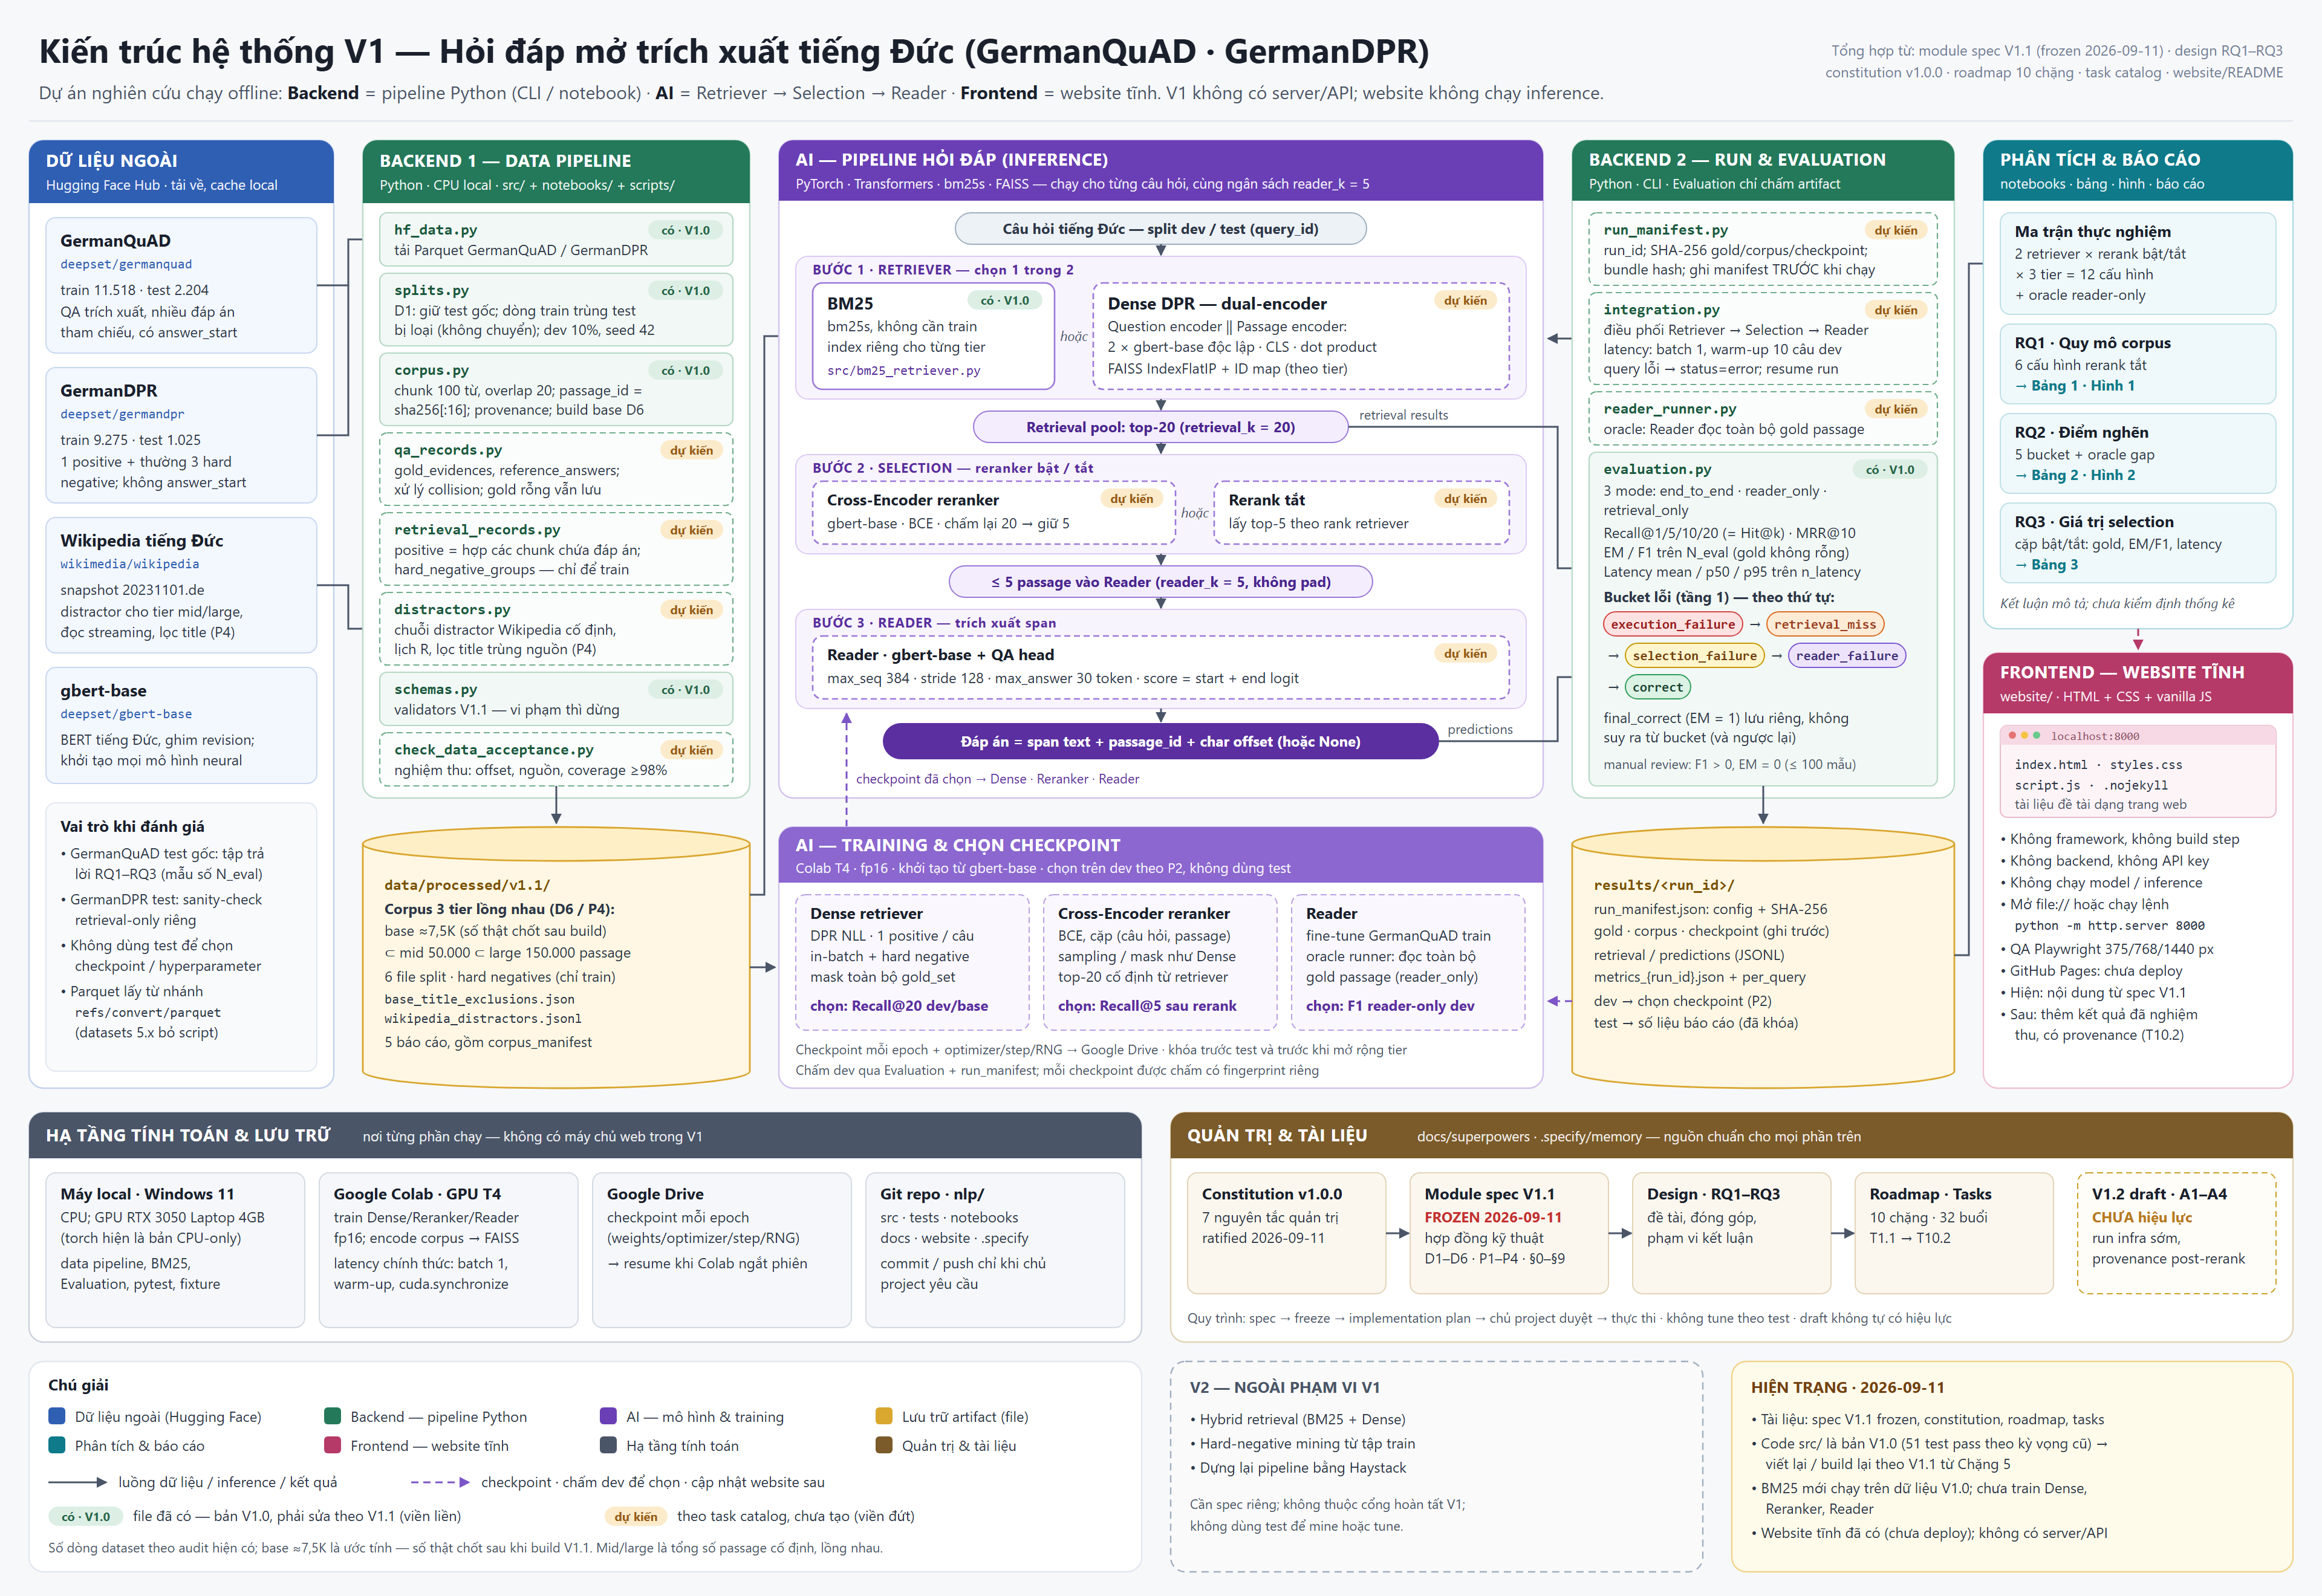 Kiến trúc hệ thống V1 — Hỏi đáp mở trích xuất tiếng Đức (GermanQuAD · GermanDPR)
Dự án nghiên cứu chạy offline: Backend = pipeline Python (CLI / notebook) · AI = Retriever → Selection → Reader · Frontend = website tĩnh. V1 không có server/API; website không chạy inference.
Tổng hợp từ: module spec V1.1 (frozen 2026-09-11) · design RQ1–RQ3
constitution v1.0.0 · roadmap 10 chặng · task catalog · website/README
DỮ LIỆU NGOÀI
Hugging Face Hub · tải về, cache local
GermanQuAD
deepset/germanquad
train 11.518 · test 2.204
QA trích xuất, nhiều đáp án
tham chiếu, có answer_start
GermanDPR
deepset/germandpr
train 9.275 · test 1.025
1 positive + thường 3 hard
negative; không answer_start
Wikipedia tiếng Đức
wikimedia/wikipedia
snapshot 20231101.de
distractor cho tier mid/large,
đọc streaming, lọc title (P4)
gbert-base
deepset/gbert-base
BERT tiếng Đức, ghim revision;
khởi tạo mọi mô hình neural
Vai trò khi đánh giá
• GermanQuAD test gốc: tập trả
lời RQ1–RQ3 (mẫu số N_eval)
• GermanDPR test: sanity-check
retrieval-only riêng
• Không dùng test để chọn
checkpoint / hyperparameter
• Parquet lấy từ nhánh
refs/convert/parquet
(datasets 5.x bỏ script)
BACKEND 1 — DATA PIPELINE
Python · CPU local · src/ + notebooks/ + scripts/
hf_data.py
có · V1.0
tải Parquet GermanQuAD / GermanDPR
splits.py
có · V1.0
D1: giữ test gốc; dòng train trùng test
bị loại (không chuyển); dev 10%, seed 42
corpus.py
có · V1.0
chunk 100 từ, overlap 20; passage_id =
sha256[:16]; provenance; build base D6
qa_records.py
dự kiến
gold_evidences, reference_answers;
xử lý collision; gold rỗng vẫn lưu
retrieval_records.py
dự kiến
positive = hợp các chunk chứa đáp án;
hard_negative_groups — chỉ để train
distractors.py
dự kiến
chuỗi distractor Wikipedia cố định,
lịch R, lọc title trùng nguồn (P4)
schemas.py
có · V1.0
validators V1.1 — vi phạm thì dừng
check_data_acceptance.py
dự kiến
nghiệm thu: offset, nguồn, coverage ≥98%
data/processed/v1.1/
Corpus 3 tier lồng nhau (D6 / P4):
base ≈7,5K (số thật chốt sau build)
⊂ mid 50.000 ⊂ large 150.000 passage
6 file split · hard negatives (chỉ train)
base_title_exclusions.json
wikipedia_distractors.jsonl
5 báo cáo, gồm corpus_manifest
AI — PIPELINE HỎI ĐÁP (INFERENCE)
PyTorch · Transformers · bm25s · FAISS — chạy cho từng câu hỏi, cùng ngân sách reader_k = 5
Câu hỏi tiếng Đức — split dev / test (query_id)
BƯỚC 1 · RETRIEVER — chọn 1 trong 2
BM25
có · V1.0
bm25s, không cần train
index riêng cho từng tier
src/bm25_retriever.py
hoặc
Dense DPR — dual-encoder
dự kiến
Question encoder || Passage encoder:
2 × gbert-base độc lập · CLS · dot product
FAISS IndexFlatIP + ID map (theo tier)
Retrieval pool: top-20 (retrieval_k = 20)
retrieval results
BƯỚC 2 · SELECTION — reranker bật / tắt
Cross-Encoder reranker
dự kiến
gbert-base · BCE · chấm lại 20 → giữ 5
hoặc
Rerank tắt
dự kiến
lấy top-5 theo rank retriever
≤ 5 passage vào Reader (reader_k = 5, không pad)
BƯỚC 3 · READER — trích xuất span
Reader · gbert-base + QA head
dự kiến
max_seq 384 · stride 128 · max_answer 30 token · score = start + end logit
Đáp án = span text + passage_id + char offset (hoặc None)
predictions
checkpoint đã chọn → Dense · Reranker · Reader
AI — TRAINING & CHỌN CHECKPOINT
Colab T4 · fp16 · khởi tạo từ gbert-base · chọn trên dev theo P2, không dùng test
Dense retriever
DPR NLL · 1 positive / câu
in-batch + hard negative
mask toàn bộ gold_set
chọn: Recall@20 dev/base
Cross-Encoder reranker
BCE, cặp (câu hỏi, passage)
sampling / mask như Dense
top-20 cố định từ retriever
chọn: Recall@5 sau rerank
Reader
fine-tune GermanQuAD train
oracle runner: đọc toàn bộ
gold passage (reader_only)
chọn: F1 reader-only dev
Checkpoint mỗi epoch + optimizer/step/RNG → Google Drive · khóa trước test và trước khi mở rộng tier
Chấm dev qua Evaluation + run_manifest; mỗi checkpoint được chấm có fingerprint riêng
BACKEND 2 — RUN & EVALUATION
Python · CLI · Evaluation chỉ chấm artifact
run_manifest.py
dự kiến
run_id; SHA-256 gold/corpus/checkpoint;
bundle hash; ghi manifest TRƯỚC khi chạy
integration.py
dự kiến
điều phối Retriever → Selection → Reader
latency: batch 1, warm-up 10 câu dev
query lỗi → status=error; resume run
reader_runner.py
dự kiến
oracle: Reader đọc toàn bộ gold passage
evaluation.py
có · V1.0
3 mode: end_to_end · reader_only ·
retrieval_only
Recall@1/5/10/20 (= Hit@k) · MRR@10
EM / F1 trên N_eval (gold không rỗng)
Latency mean / p50 / p95 trên n_latency
Bucket lỗi (tầng 1) — theo thứ tự:
execution_failure → retrieval_miss
→ selection_failure → reader_failure
→ correct
final_correct (EM = 1) lưu riêng, không
suy ra từ bucket (và ngược lại)
manual review: F1 > 0, EM = 0 (≤ 100 mẫu)
results/<run_id>/
run_manifest.json: config + SHA-256
gold · corpus · checkpoint (ghi trước)
retrieval / predictions (JSONL)
metrics_{run_id}.json + per_query
dev → chọn checkpoint (P2)
test → số liệu báo cáo (đã khóa)
PHÂN TÍCH & BÁO CÁO
notebooks · bảng · hình · báo cáo
Ma trận thực nghiệm
2 retriever × rerank bật/tắt
× 3 tier = 12 cấu hình
+ oracle reader-only
RQ1 · Quy mô corpus
6 cấu hình rerank tắt
→ Bảng 1 · Hình 1
RQ2 · Điểm nghẽn
5 bucket + oracle gap
→ Bảng 2 · Hình 2
RQ3 · Giá trị selection
cặp bật/tắt: gold, EM/F1, latency
→ Bảng 3
Kết luận mô tả; chưa kiểm định thống kê
FRONTEND — WEBSITE TĨNH
website/ · HTML + CSS + vanilla JS
localhost:8000
index.html · styles.css
script.js · .nojekyll
tài liệu đề tài dạng trang web
• Không framework, không build step
• Không backend, không API key
• Không chạy model / inference
• Mở file:// hoặc chạy lệnh
python -m http.server 8000
• QA Playwright 375/768/1440 px
• GitHub Pages: chưa deploy
• Hiện: nội dung từ spec V1.1
• Sau: thêm kết quả đã nghiệm
thu, có provenance (T10.2)
HẠ TẦNG TÍNH TOÁN & LƯU TRỮ
nơi từng phần chạy — không có máy chủ web trong V1
Máy local · Windows 11
CPU; GPU RTX 3050 Laptop 4GB
(torch hiện là bản CPU-only)
data pipeline, BM25,
Evaluation, pytest, fixture
Google Colab · GPU T4
train Dense/Reranker/Reader
fp16; encode corpus → FAISS
latency chính thức: batch 1,
warm-up, cuda.synchronize
Google Drive
checkpoint mỗi epoch
(weights/optimizer/step/RNG)
→ resume khi Colab ngắt phiên
Git repo · nlp/
src · tests · notebooks
docs · website · .specify
commit / push chỉ khi chủ
project yêu cầu
QUẢN TRỊ & TÀI LIỆU
docs/superpowers · .specify/memory — nguồn chuẩn cho mọi phần trên
Constitution v1.0.0
7 nguyên tắc quản trị
ratified 2026-09-11
Module spec V1.1
FROZEN 2026-09-11
hợp đồng kỹ thuật
D1–D6 · P1–P4 · §0–§9
Design · RQ1–RQ3
đề tài, đóng góp,
phạm vi kết luận
Roadmap · Tasks
10 chặng · 32 buổi
T1.1 → T10.2
V1.2 draft · A1–A4
CHƯA hiệu lực
run infra sớm,
provenance post-rerank
Quy trình: spec → freeze → implementation plan → chủ project duyệt → thực thi · không tune theo test · draft không tự có hiệu lực
Chú giải
Dữ liệu ngoài (Hugging Face)
Backend — pipeline Python
AI — mô hình & training
Lưu trữ artifact (file)
Phân tích & báo cáo
Frontend — website tĩnh
Hạ tầng tính toán
Quản trị & tài liệu
luồng dữ liệu / inference / kết quả
checkpoint · chấm dev để chọn · cập nhật website sau
có · V1.0
file đã có — bản V1.0, phải sửa theo V1.1 (viền liền)
dự kiến
theo task catalog, chưa tạo (viền đứt)
Số dòng dataset theo audit hiện có; base ≈7,5K là ước tính — số thật chốt sau khi build V1.1. Mid/large là tổng số passage cố định, lồng nhau.
V2 — NGOÀI PHẠM VI V1
• Hybrid retrieval (BM25 + Dense)
• Hard-negative mining từ tập train
• Dựng lại pipeline bằng Haystack
Cần spec riêng; không thuộc cổng hoàn tất V1;
không dùng test để mine hoặc tune.
HIỆN TRẠNG · 2026-09-11
• Tài liệu: spec V1.1 frozen, constitution, roadmap, tasks
• Code src/ là bản V1.0 (51 test pass theo kỳ vọng cũ) →
viết lại / build lại theo V1.1 từ Chặng 5
• BM25 mới chạy trên dữ liệu V1.0; chưa train Dense,
Reranker, Reader
• Website tĩnh đã có (chưa deploy); không có server/API